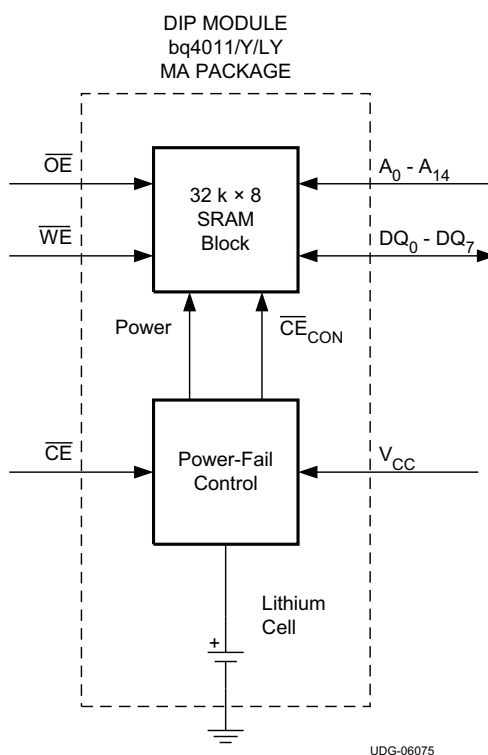 DIP MODULE
bq4011/Y/LY
MA PACKAGE
OE
A0 - A14
32 k × 8
SRAM
Block
WE
DQ0 - DQ7
Power
CECON
CE
Power-Fail
Control
VCC
Lithium
Cell
+
UDG-06075